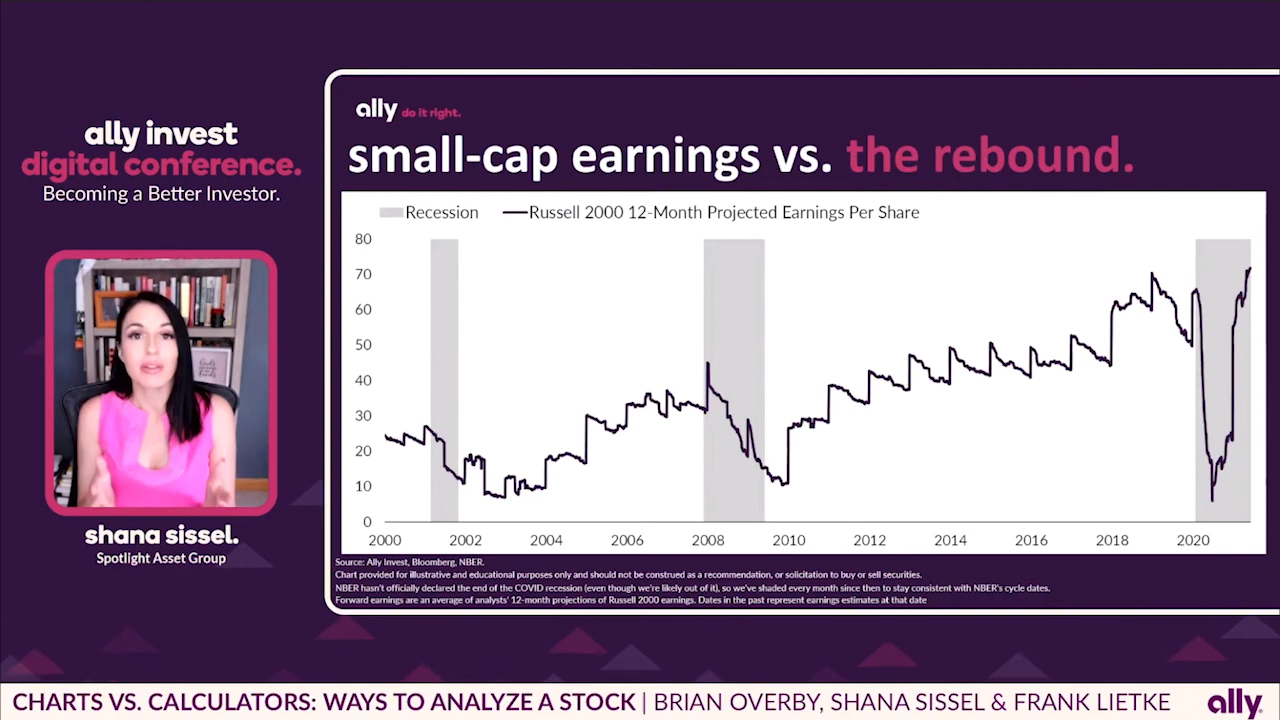 ally invest
digital conference.
Becoming a Better Investor.
shana sissel.
Spotlight Asset Group
ally do it right.
small-cap earnings vs. the rebound.
Recession
Russell 2000 12-Month Projected Earnings Per Share
80
70
60
50
40
30
20
10
0
2000 2002 2004 2006 2008 2010 2012 2014 2016 2018 2020
Source: Ally Invest, Bloomberg, NBER.
Chart provided for illustrative and educational purposes only and should not be construed as a recommendation, or solicitation to buy or sell securities.
NBER hasn't officially declared the end of the COVID recession (even though we're likely out of it), so we've shaded every month since then to stay consistent with NBER's cycle dates.
Forward earnings are an average of analysts' 12-month projections of Russell 2000 earnings. Dates in the past represent earnings estimates at that date
CHARTS VS. CALCULATORS: WAYS TO ANALYZE A STOCK | BRIAN OVERBY, SHANA SISSEL & FRANK LIETKE
ally